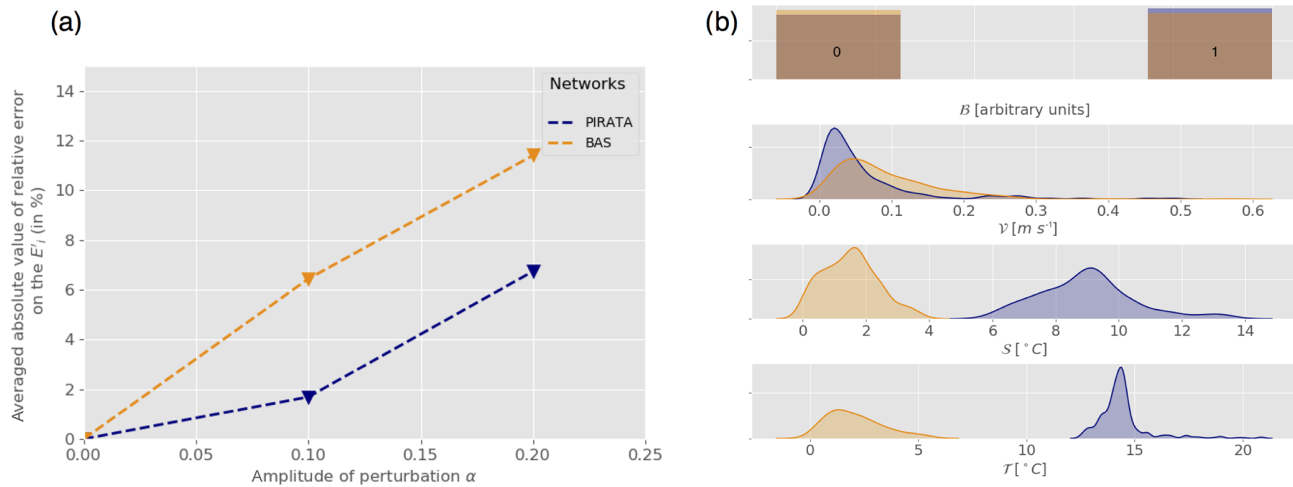 (a)
14
12
10
8
6
4
2
0
0.00 0.05 0.10 0.15 0.20 0.25
Averaged absolute value of relative error
on the E'ᵢ (in %)
Amplitude of perturbation α
Networks
PIRATA
BAS
(b)
0 1
ℬ [arbitrary units]
0.0 0.1 0.2 0.3 0.4 0.5 0.6
𝒱 [m s⁻¹]
0 2 4 6 8 10 12 14
𝒮 [°C]
0 5 10 15 20
𝒯 [°C]